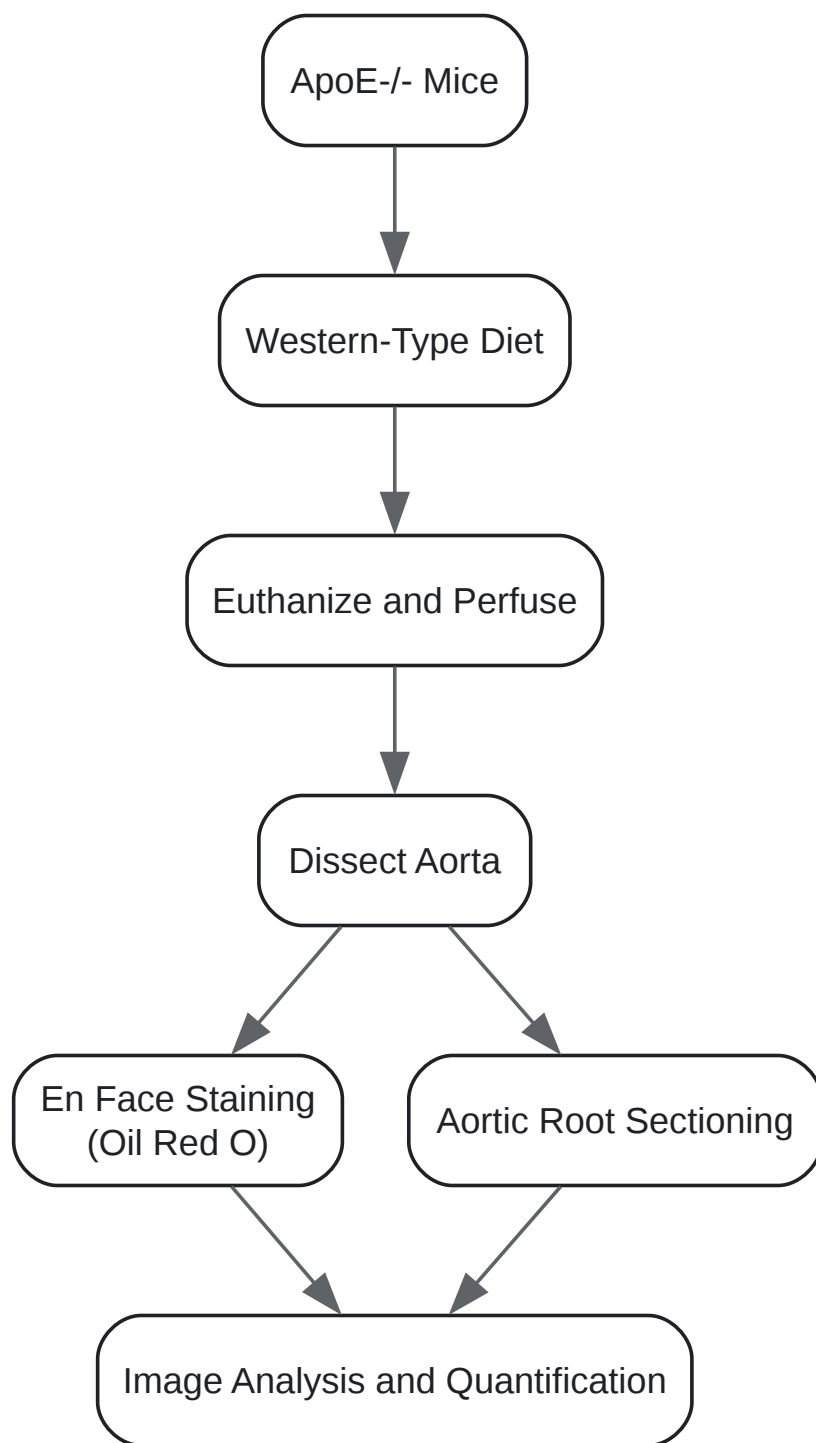 ApoE-/- Mice
Western-Type Diet
Euthanize and Perfuse
Dissect Aorta
En Face Staining
(Oil Red O)
Aortic Root Sectioning
Image Analysis and Quantification